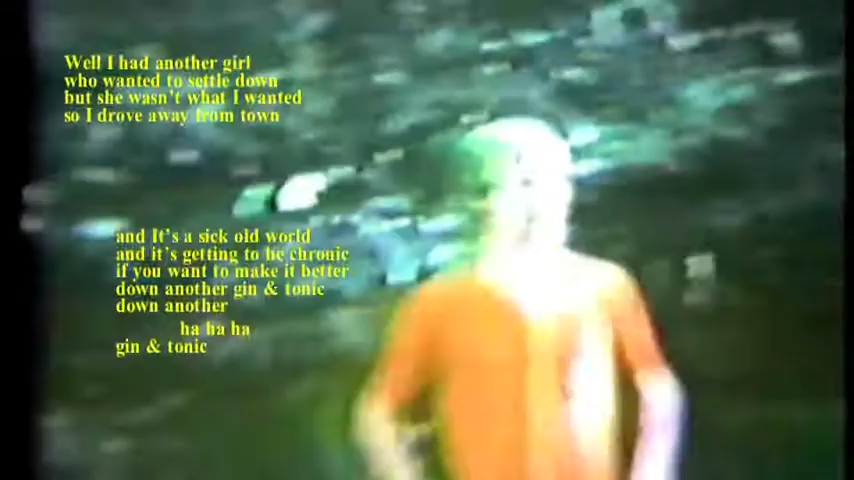 Well I had another girl
who wanted to settle down
but she wasn't what I wanted
so I drove away from town
and It's a sick old world
and it's getting to be chronic
if you want to make it better
down another gin & tonic
down another
ha ha ha
gin & tonic